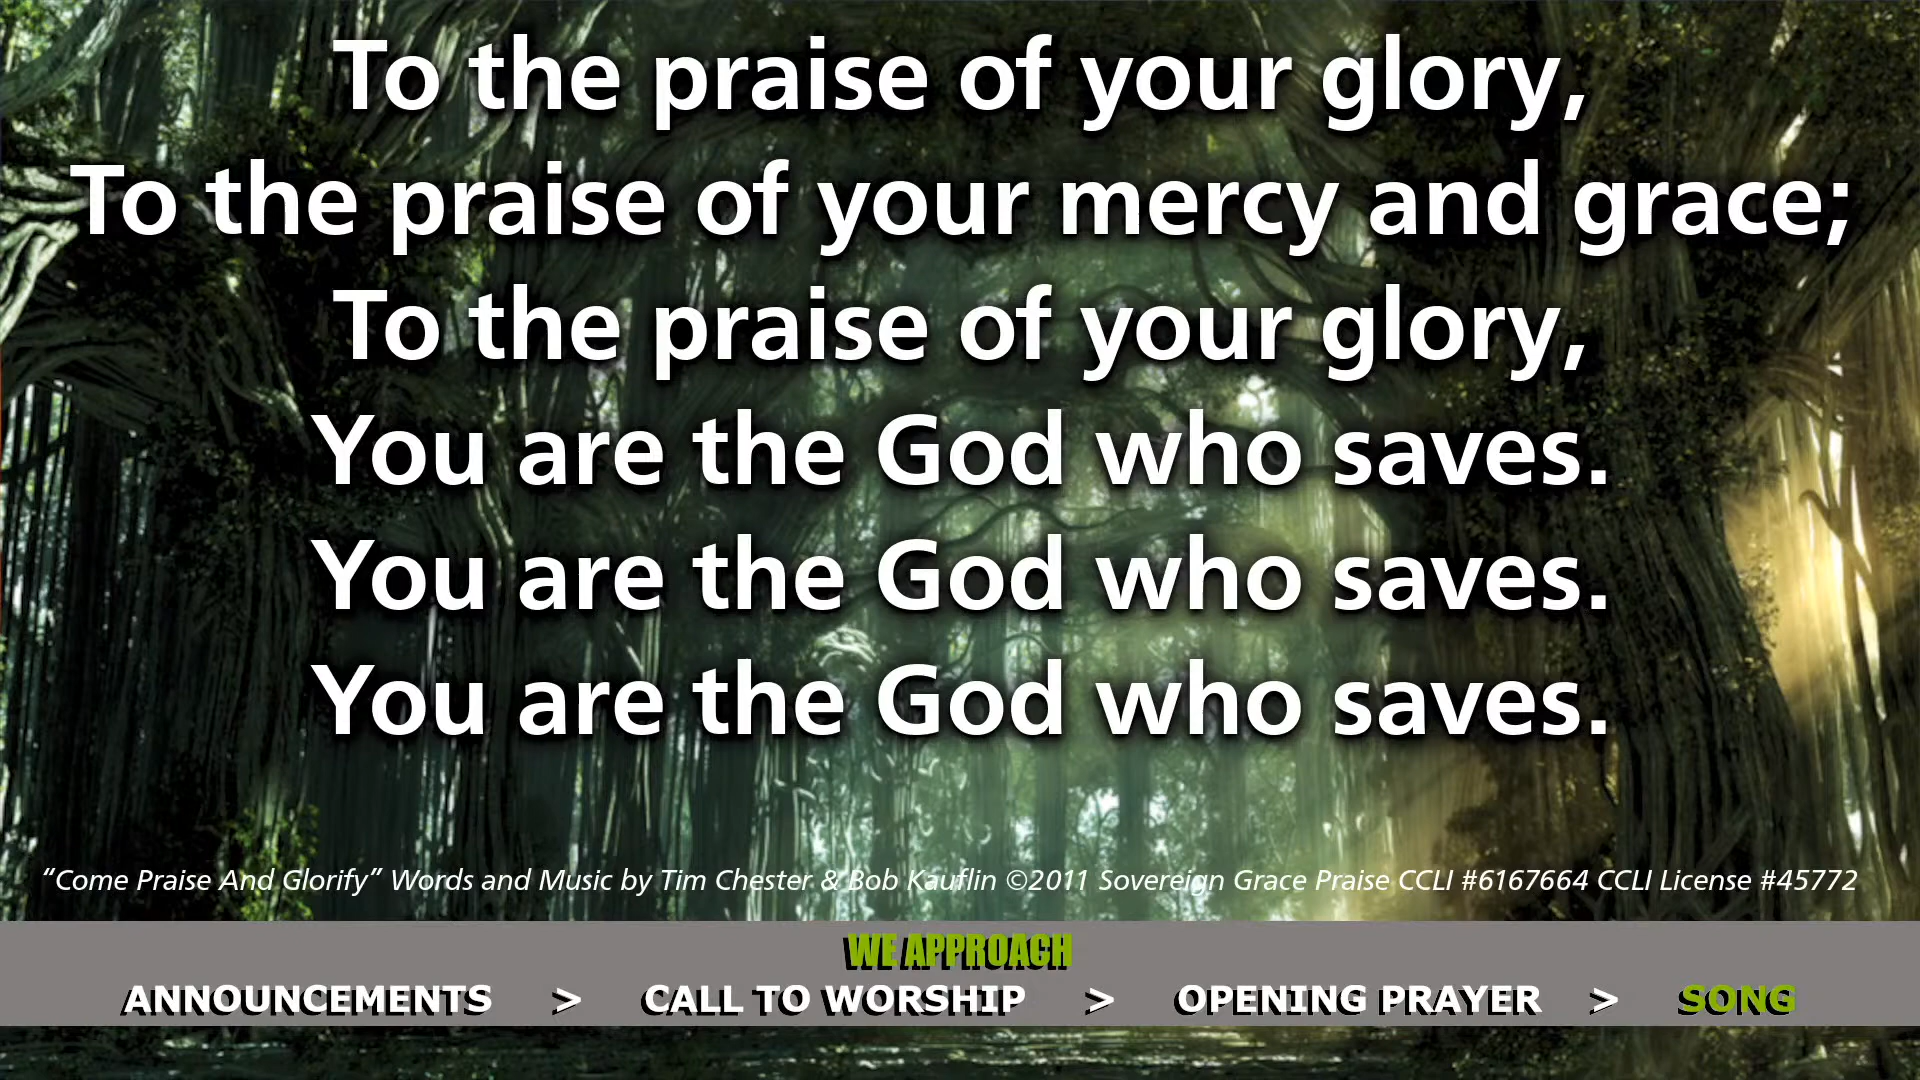 To the praise of your glory,
To the praise of your mercy and grace;
To the praise of your glory,
You are the God who saves.
You are the God who saves.
You are the God who saves.
“Come Praise And Glorify” Words and Music by Tim Chester & Bob Kauflin ©2011 Sovereign Grace Praise CCLI #6167664 CCLI License #45772
WE APPROACH
ANNOUNCEMENTS > CALL TO WORSHIP > OPENING PRAYER > SONG